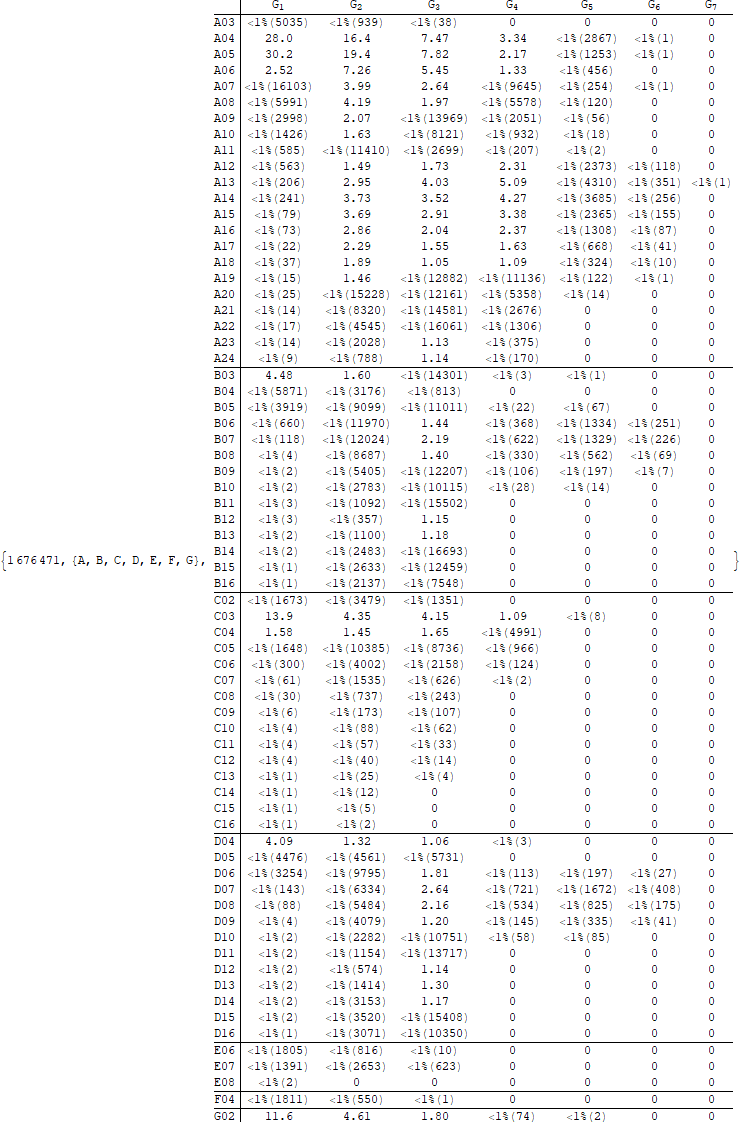 G1 G2 G3 G4 G5 G6 G7
A03 <1%(5035) <1%(939) <1%(38) 0 0 0 0
A04 28.0 16.4 7.47 3.34 <1%(2867) <1%(1) 0
A05 30.2 19.4 7.82 2.17 <1%(1253) <1%(1) 0
A06 2.52 7.26 5.45 1.33 <1%(456) 0 0
A07 <1%(16103) 3.99 2.64 <1%(9645) <1%(254) <1%(1) 0
A08 <1%(5991) 4.19 1.97 <1%(5578) <1%(120) 0 0
A09 <1%(2998) 2.07 <1%(13969) <1%(2051) <1%(56) 0 0
A10 <1%(1426) 1.63 <1%(8121) <1%(932) <1%(18) 0 0
A11 <1%(585) <1%(11410) <1%(2699) <1%(207) <1%(2) 0 0
A12 <1%(563) 1.49 1.73 2.31 <1%(2373) <1%(118) 0
A13 <1%(206) 2.95 4.03 5.09 <1%(4310) <1%(351) <1%(1)
A14 <1%(241) 3.73 3.52 4.27 <1%(3685) <1%(256) 0
A15 <1%(79) 3.69 2.91 3.38 <1%(2365) <1%(155) 0
A16 <1%(73) 2.86 2.04 2.37 <1%(1308) <1%(87) 0
A17 <1%(22) 2.29 1.55 1.63 <1%(668) <1%(41) 0
A18 <1%(37) 1.89 1.05 1.09 <1%(324) <1%(10) 0
A19 <1%(15) 1.46 <1%(12882) <1%(11136) <1%(122) <1%(1) 0
A20 <1%(25) <1%(15228) <1%(12161) <1%(5358) <1%(14) 0 0
A21 <1%(14) <1%(8320) <1%(14581) <1%(2676) 0 0 0
A22 <1%(17) <1%(4545) <1%(16061) <1%(1306) 0 0 0
A23 <1%(14) <1%(2028) 1.13 <1%(375) 0 0 0
A24 <1%(9) <1%(788) 1.14 <1%(170) 0 0 0
B03 4.48 1.60 <1%(14301) <1%(3) <1%(1) 0 0
B04 <1%(5871) <1%(3176) <1%(813) 0 0 0 0
B05 <1%(3919) <1%(9099) <1%(11011) <1%(22) <1%(67) 0 0
B06 <1%(660) <1%(11970) 1.44 <1%(368) <1%(1334) <1%(251) 0
B07 <1%(118) <1%(12024) 2.19 <1%(622) <1%(1329) <1%(226) 0
B08 <1%(4) <1%(8687) 1.40 <1%(330) <1%(562) <1%(69) 0
B09 <1%(2) <1%(5405) <1%(12207) <1%(106) <1%(197) <1%(7) 0
B10 <1%(2) <1%(2783) <1%(10115) <1%(28) <1%(14) 0 0
B11 <1%(3) <1%(1092) <1%(15502) 0 0 0 0
B12 <1%(3) <1%(357) 1.15 0 0 0 0
B13 <1%(2) <1%(1100) 1.18 0 0 0 0
B14 <1%(2) <1%(2483) <1%(16693) 0 0 0 0
{1676471, {A, B, C, D, E, F, G}, }
B15 <1%(1) <1%(2633) <1%(12459) 0 0 0 0
B16 <1%(1) <1%(2137) <1%(7548) 0 0 0 0
C02 <1%(1673) <1%(3479) <1%(1351) 0 0 0 0
C03 13.9 4.35 4.15 1.09 <1%(8) 0 0
C04 1.58 1.45 1.65 <1%(4991) 0 0 0
C05 <1%(1648) <1%(10385) <1%(8736) <1%(966) 0 0 0
C06 <1%(300) <1%(4002) <1%(2158) <1%(124) 0 0 0
C07 <1%(61) <1%(1535) <1%(626) <1%(2) 0 0 0
C08 <1%(30) <1%(737) <1%(243) 0 0 0 0
C09 <1%(6) <1%(173) <1%(107) 0 0 0 0
C10 <1%(4) <1%(88) <1%(62) 0 0 0 0
C11 <1%(4) <1%(57) <1%(33) 0 0 0 0
C12 <1%(4) <1%(40) <1%(14) 0 0 0 0
C13 <1%(1) <1%(25) <1%(4) 0 0 0 0
C14 <1%(1) <1%(12) 0 0 0 0 0
C15 <1%(1) <1%(5) 0 0 0 0 0
C16 <1%(1) <1%(2) 0 0 0 0 0
D04 4.09 1.32 1.06 <1%(3) 0 0 0
D05 <1%(4476) <1%(4561) <1%(5731) 0 0 0 0
D06 <1%(3254) <1%(9795) 1.81 <1%(113) <1%(197) <1%(27) 0
D07 <1%(143) <1%(6334) 2.64 <1%(721) <1%(1672) <1%(408) 0
D08 <1%(88) <1%(5484) 2.16 <1%(534) <1%(825) <1%(175) 0
D09 <1%(4) <1%(4079) 1.20 <1%(145) <1%(335) <1%(41) 0
D10 <1%(2) <1%(2282) <1%(10751) <1%(58) <1%(85) 0 0
D11 <1%(2) <1%(1154) <1%(13717) 0 0 0 0
D12 <1%(2) <1%(574) 1.14 0 0 0 0
D13 <1%(2) <1%(1414) 1.30 0 0 0 0
D14 <1%(2) <1%(3153) 1.17 0 0 0 0
D15 <1%(2) <1%(3520) <1%(15408) 0 0 0 0
D16 <1%(1) <1%(3071) <1%(10350) 0 0 0 0
E06 <1%(1805) <1%(816) <1%(10) 0 0 0 0
E07 <1%(1391) <1%(2653) <1%(623) 0 0 0 0
E08 <1%(2) 0 0 0 0 0 0
F04 <1%(1811) <1%(550) <1%(1) 0 0 0 0
G02 11.6 4.61 1.80 <1%(74) <1%(2) 0 0